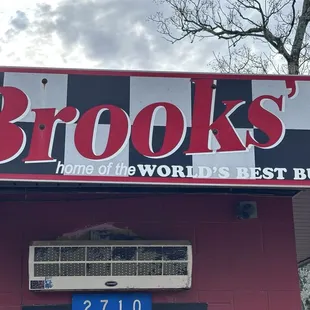 Brooks'
home of the WORLD'S BEST
2710